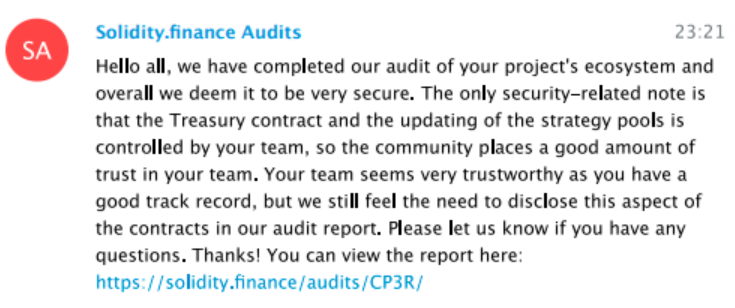 SA
Solidity.finance Audits
23:21
Hello all, we have completed our audit of your project's ecosystem and
overall we deem it to be very secure. The only security-related note is
that the Treasury contract and the updating of the strategy pools is
controlled by your team, so the community places a good amount of
trust in your team. Your team seems very trustworthy as you have a
good track record, but we still feel the need to disclose this aspect of
the contracts in our audit report. Please let us know if you have any
questions. Thanks! You can view the report here:
https://solidity.finance/audits/CP3R/